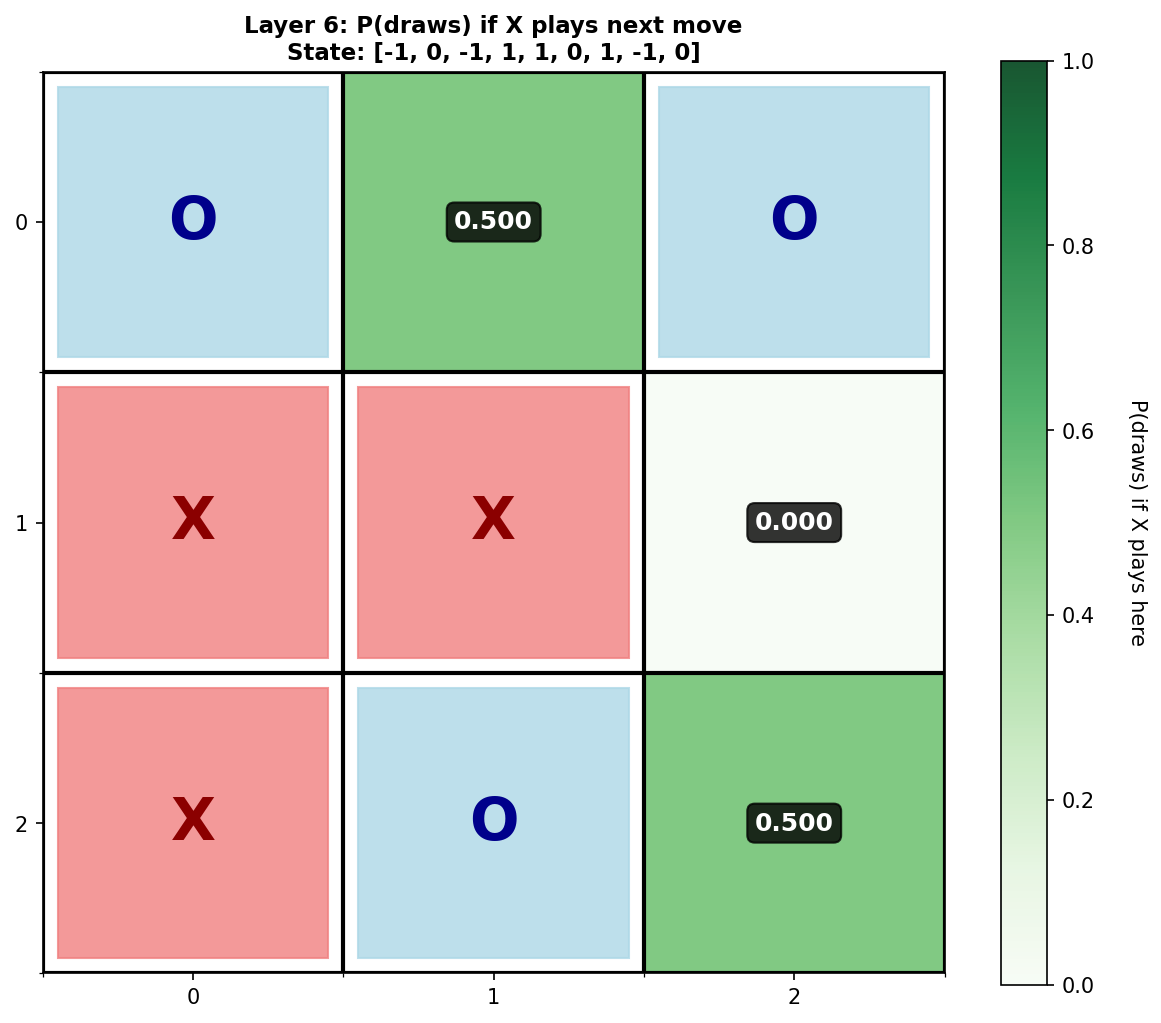 Layer 6: P(draws) if X plays next move
State: [-1, 0, -1, 1, 1, 0, 1, -1, 0]
0
O
0.500
O
1
X
X
0.000
2
X
O
0.500
0
1
2
1.0
0.8
0.6
0.4
0.2
0.0
P(draws) if X plays here